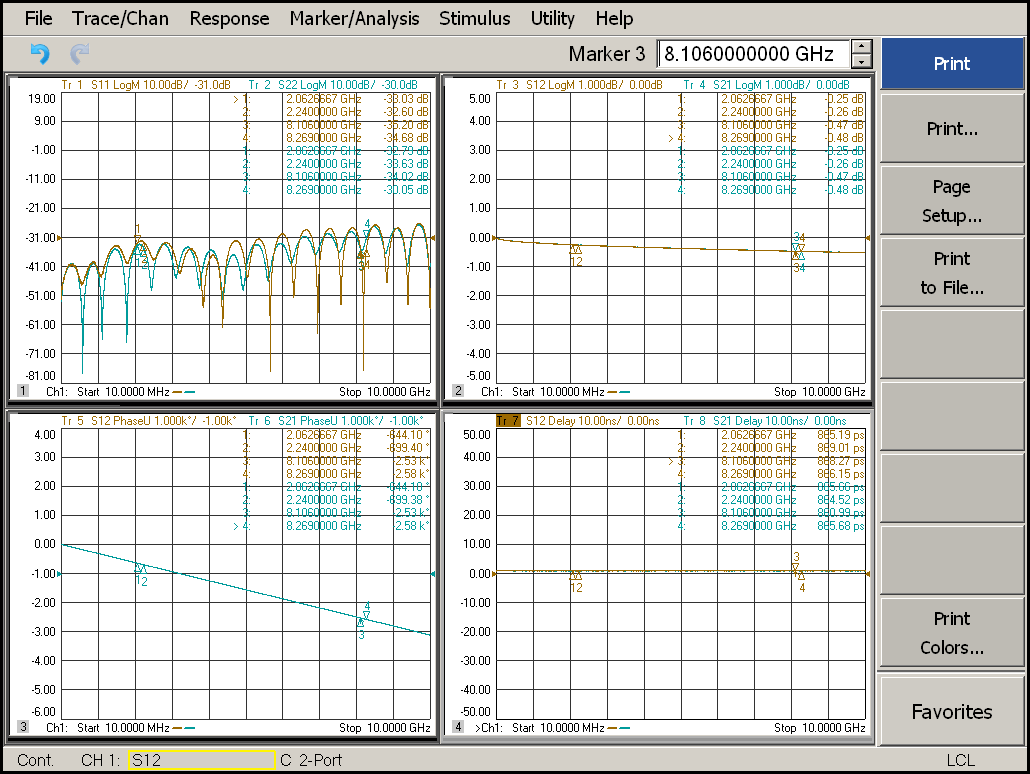 File Trace/Chan Response Marker/Analysis Stimulus Utility Help
Marker 3 8.1060000000 GHz
Print
Print...
Page
Setup...
Print
to File...
Print
Colors...
Favorites
Tr 1 S11 LogM 10.00dB/ -31.0dB Tr 2 S22 LogM 10.00dB/ -30.0dB
19.00
9.00
-1.00
-11.00
-21.00
-31.00
-41.00
-51.00
-61.00
-71.00
-81.00
> 1: 2.0626667 GHz -33.03 dB
2: 2.2400000 GHz -32.60 dB
3: 8.1060000 GHz -35.20 dB
4: 8.2690000 GHz -34.68 dB
1: 2.0626667 GHz -32.79 dB
2: 2.2400000 GHz -33.63 dB
3: 8.1060000 GHz -34.02 dB
4: 8.2690000 GHz -30.05 dB
1 Ch1: Start 10.0000 MHz Stop 10.0000 GHz
Tr 3 S12 LogM 1.000dB/ 0.00dB Tr 4 S21 LogM 1.000dB/ 0.00dB
5.00
4.00
3.00
2.00
1.00
0.00
-1.00
-2.00
-3.00
-4.00
-5.00
1: 2.0626667 GHz -0.25 dB
2: 2.2400000 GHz -0.26 dB
3: 8.1060000 GHz -0.47 dB
> 4: 8.2690000 GHz -0.48 dB
1: 2.0626667 GHz -0.25 dB
2: 2.2400000 GHz -0.26 dB
3: 8.1060000 GHz -0.47 dB
4: 8.2690000 GHz -0.48 dB
2 Ch1: Start 10.0000 MHz Stop 10.0000 GHz
Tr 5 S12 PhaseU 1.000k°/ -1.00k° Tr 6 S21 PhaseU 1.000k°/ -1.00k°
4.00
3.00
2.00
1.00
0.00
-1.00
-2.00
-3.00
-4.00
-5.00
-6.00
1: 2.0626667 GHz -644.10 °
2: 2.2400000 GHz -699.40 °
3: 8.1060000 GHz -2.53 k°
4: 8.2690000 GHz -2.58 k°
1: 2.0626667 GHz -644.10 °
2: 2.2400000 GHz -699.38 °
3: 8.1060000 GHz -2.53 k°
> 4: 8.2690000 GHz -2.58 k°
3 Ch1: Start 10.0000 MHz Stop 10.0000 GHz
Tr 7 S12 Delay 10.00ns/ 0.00ns Tr 8 S21 Delay 10.00ns/ 0.00ns
50.00
40.00
30.00
20.00
10.00
0.00
-10.00
-20.00
-30.00
-40.00
-50.00
1: 2.0626667 GHz 865.19 ps
2: 2.2400000 GHz 869.01 ps
> 3: 8.1060000 GHz 868.27 ps
4: 8.2690000 GHz 866.15 ps
1: 2.0626667 GHz 865.66 ps
2: 2.2400000 GHz 864.52 ps
3: 8.1060000 GHz 860.99 ps
4: 8.2690000 GHz 865.68 ps
4 >Ch1: Start 10.0000 MHz Stop 10.0000 GHz
Cont. CH 1: S12 C 2-Port LCL